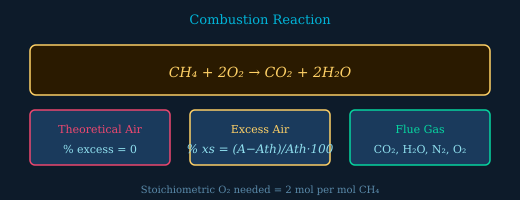 Combustion Reaction
CH₄ + 2O₂ → CO₂ + 2H₂O
Theoretical Air
% excess = 0
Excess Air
% xs = (A−Ath)/Ath·100
Flue Gas
CO₂, H₂O, N₂, O₂
Stoichiometric O₂ needed = 2 mol per mol CH₄